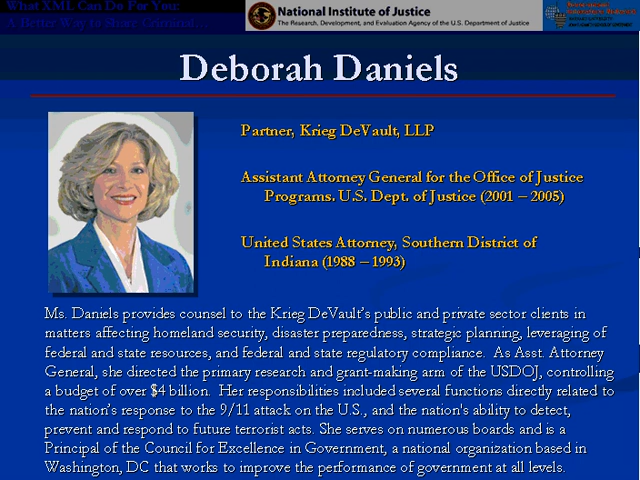 What XML Can Do For You:
A Better Way to Share Criminal…
National Institute of Justice
The Research, Development, and Evaluation Agency of the U.S. Department of Justice
Deborah Daniels
Partner, Krieg DeVault, LLP
Assistant Attorney General for the Office of Justice
Programs. U.S. Dept. of Justice (2001 – 2005)
United States Attorney, Southern District of
Indiana (1988 – 1993)
Ms. Daniels provides counsel to the Krieg DeVault's public and private sector clients in
matters affecting homeland security, disaster preparedness, strategic planning, leveraging of
federal and state resources, and federal and state regulatory compliance.  As Asst. Attorney
General, she directed the primary research and grant-making arm of the USDOJ, controlling
a budget of over $4 billion.  Her responsibilities included several functions directly related to
the nation's response to the 9/11 attack on the U.S., and the nation's ability to detect,
prevent and respond to future terrorist acts. She serves on numerous boards and is a
Principal of the Council for Excellence in Government, a national organization based in
Washington, DC that works to improve the performance of government at all levels.